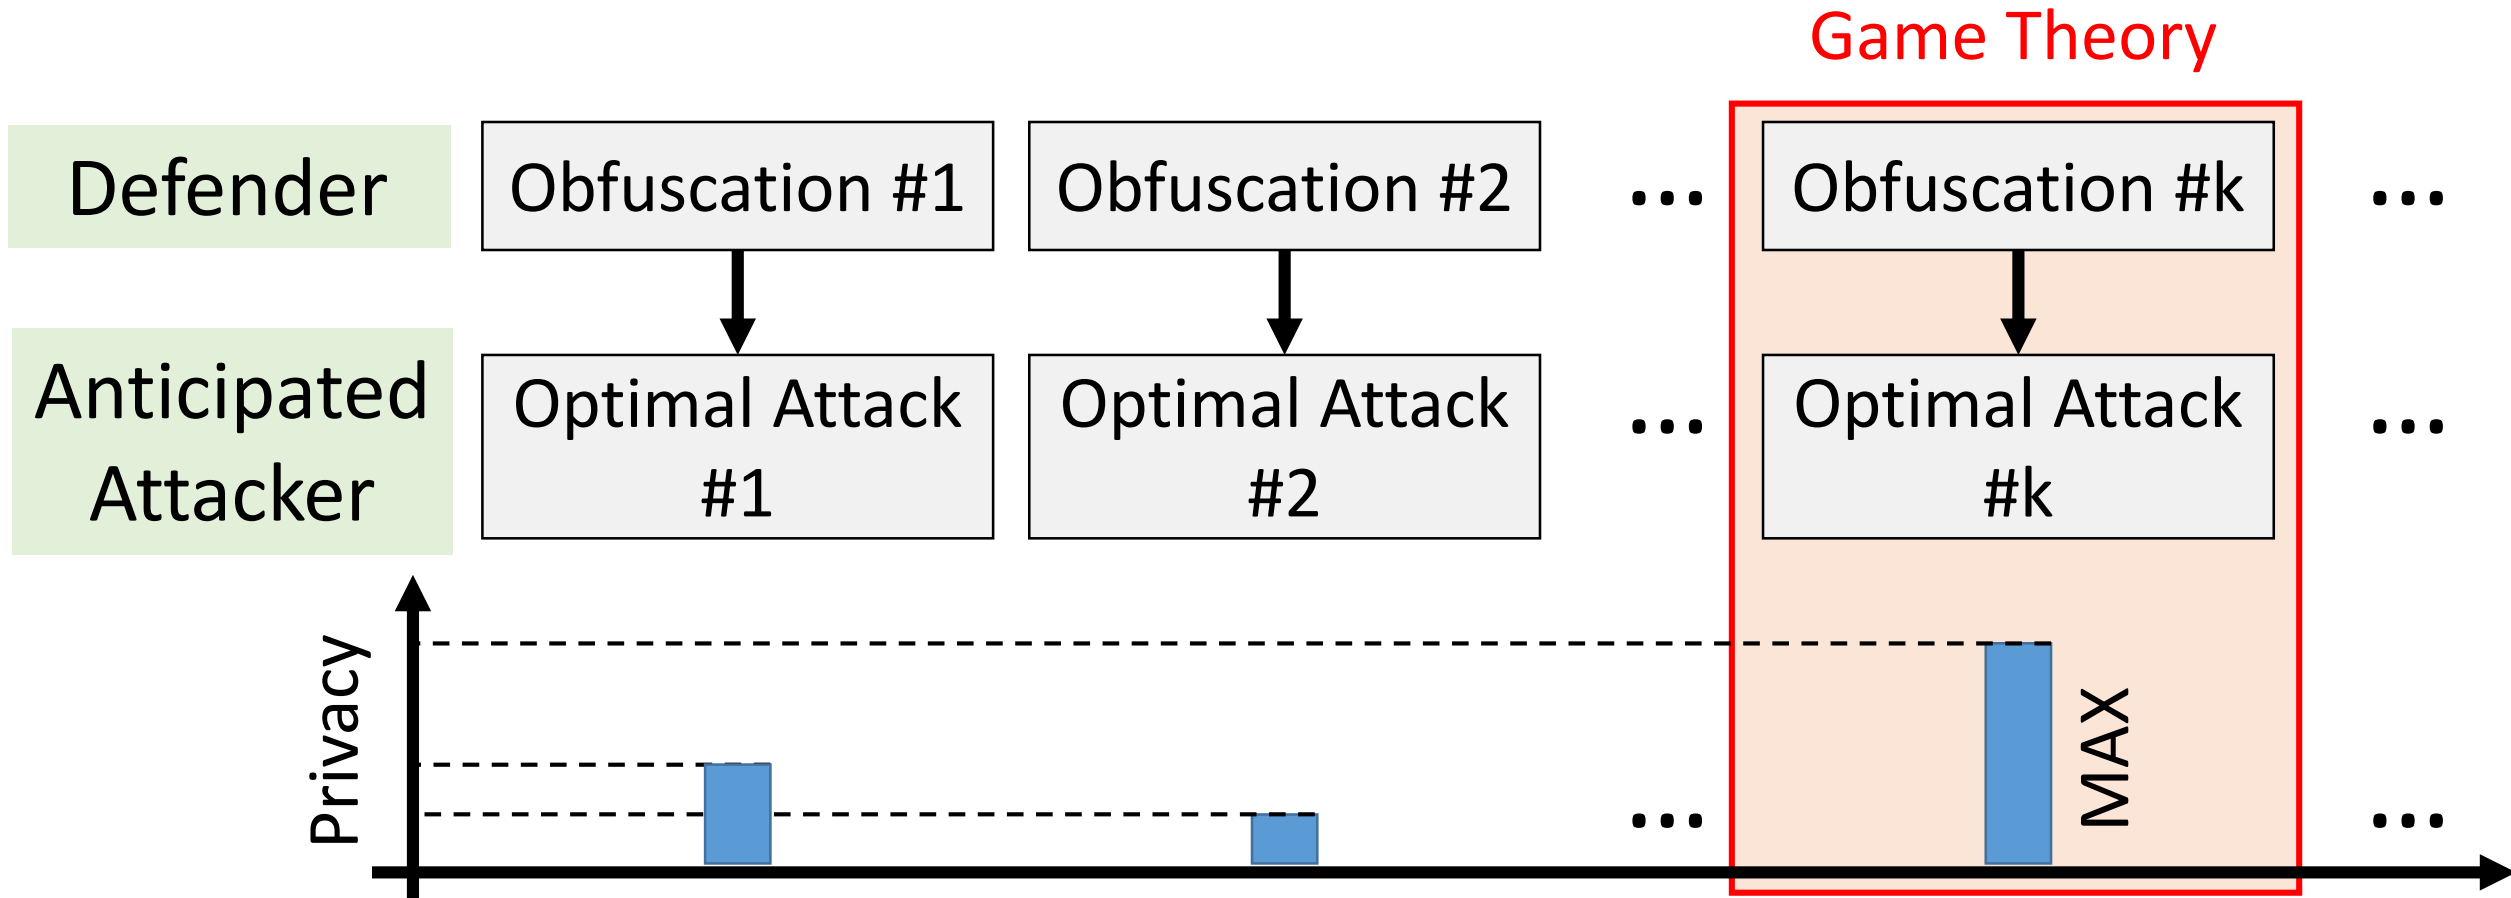 Game Theory
Defender
Obfuscation #1
Obfuscation #2
...
Obfucation #k
...
Anticipated
Attacker
Optimal Attack
#1
Optimal Attack
#2
...
Optimal Attack
#k
...
Privacy
...
MAX
...